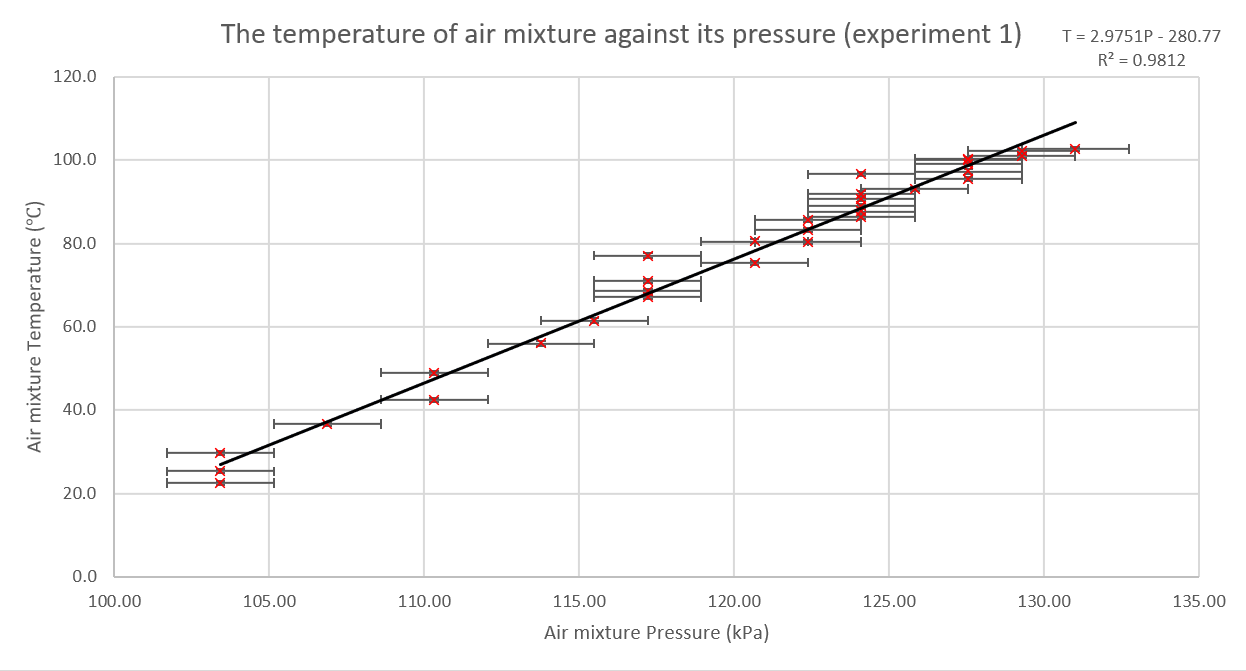 The temperature of air mixture against its pressure (experiment 1)
T = 2.9751P - 280.77
R² = 0.9812
120.0
100.0
80.0
60.0
40.0
20.0
0.0
Air mixture Temperature (°C)
100.00 105.00 110.00 115.00 120.00 125.00 130.00 135.00
Air mixture Pressure (kPa)